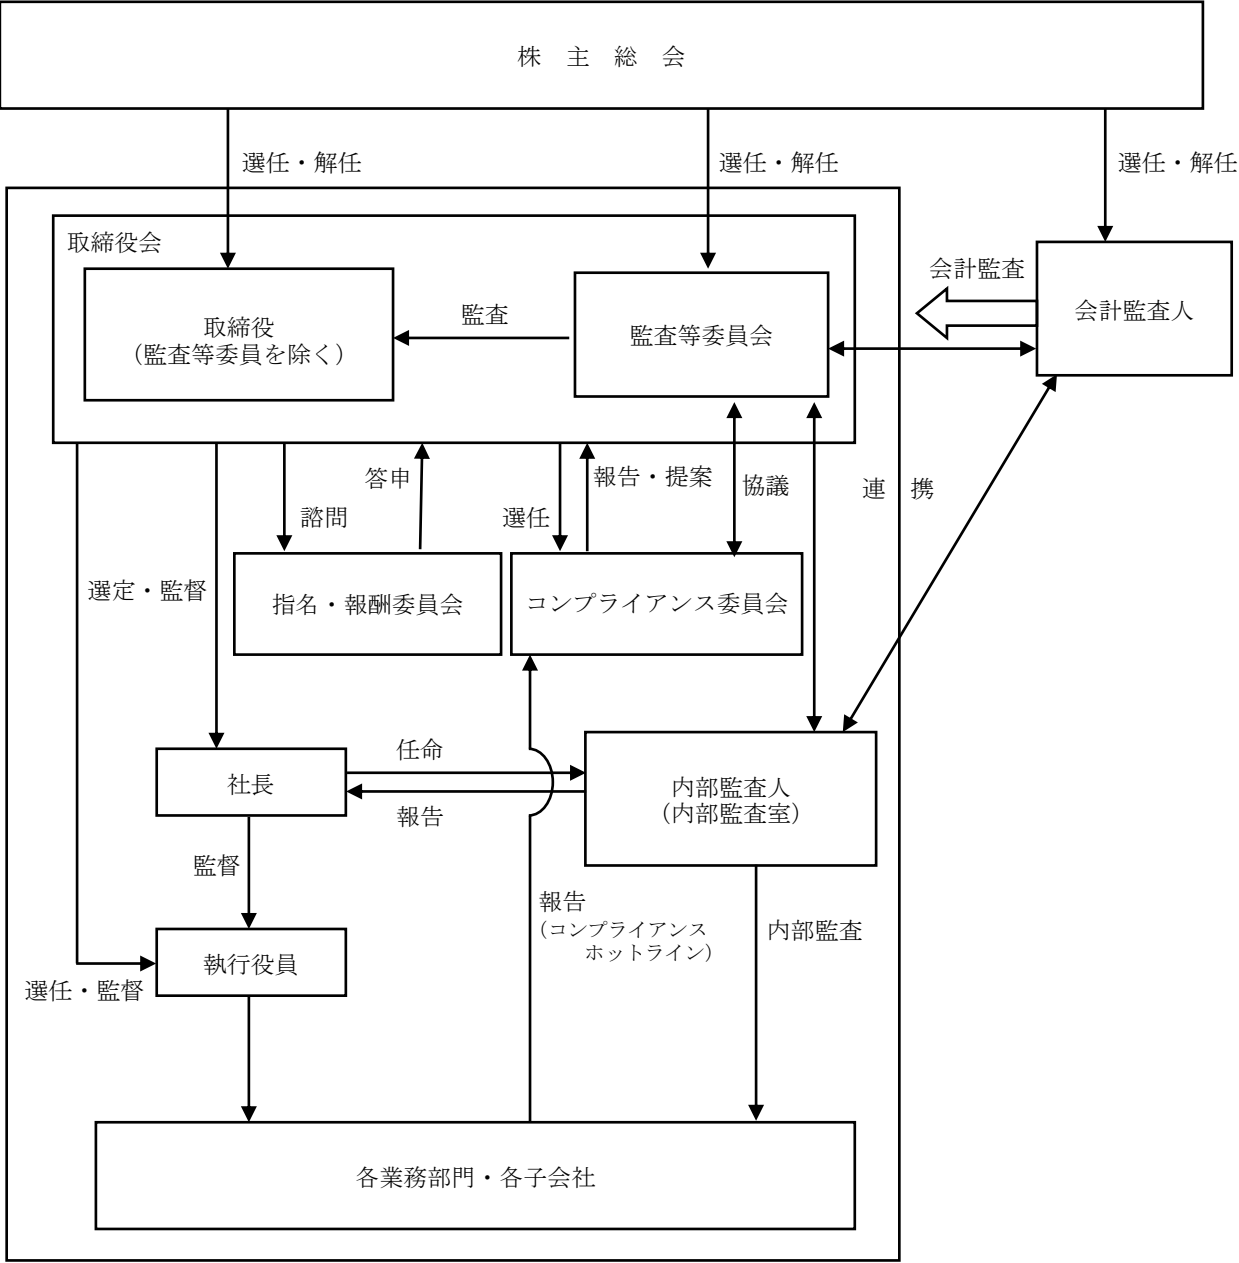 株 主 総 会
選任・解任
選任・解任
選任・解任
取締役会
取締役
（監査等委員を除く）
監査
監査等委員会
会計監査
会計監査人
答申
報告・提案
協議
連 携
諮問
選任
選定・監督
指名・報酬委員会
コンプライアンス委員会
任命
社長
報告
内部監査人
（内部監査室）
監督
報告
（コンプライアンス
ホットライン）
内部監査
執行役員
選任・監督
各業務部門・各子会社